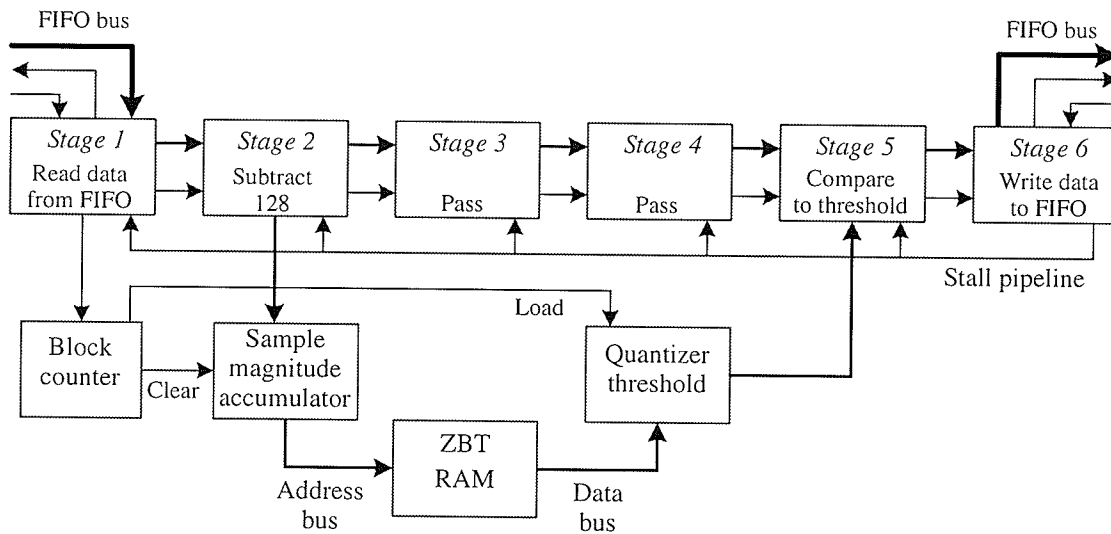 FIFO bus
FIFO bus
Stage 1
Read data
from FIFO
Stage 2
Subtract
128
Stage 3
Pass
Stage 4
Pass
Stage 5
Compare
to threshold
Stage 6
Write data
to FIFO
Stall pipeline
Load
Block
counter
Clear
Sample
magnitude
accumulator
Quantizer
threshold
ZBT
RAM
Address
bus
Data
bus